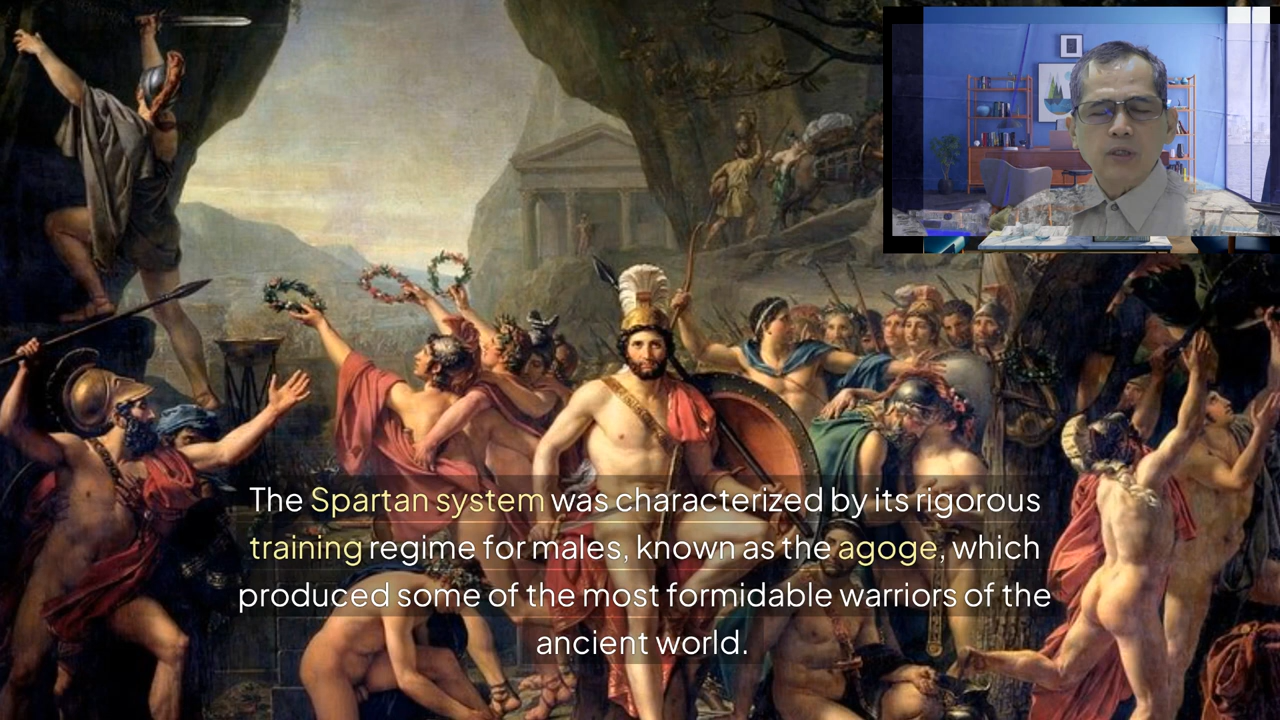 The Spartan system was characterized by its rigorous
training regime for males, known as the agoge, which
produced some of the most formidable warriors of the
ancient world.